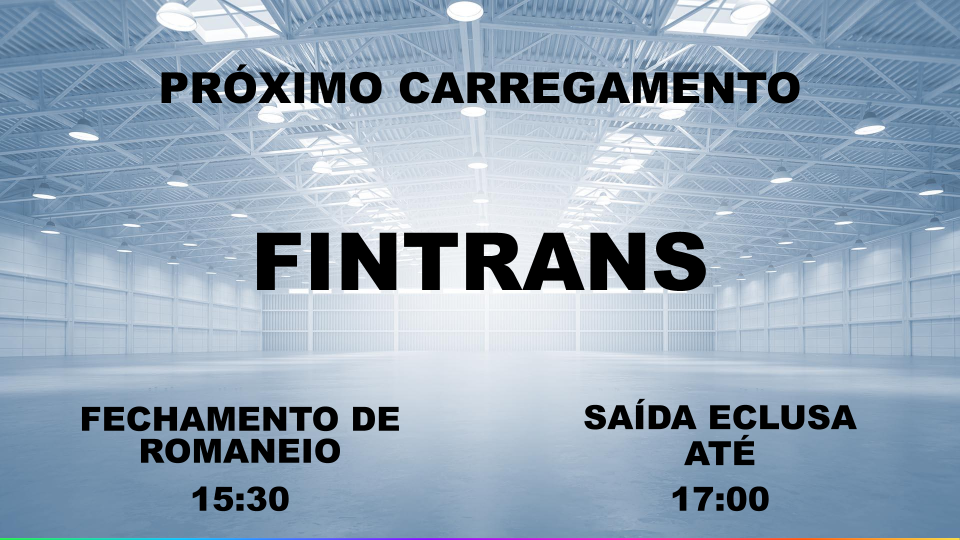 PRÓXIMO CARREGAMENTO
FINTRANS
FECHAMENTO DE
ROMANEIO
15:30
SAÍDA ECLUSA
ATÉ
17:00